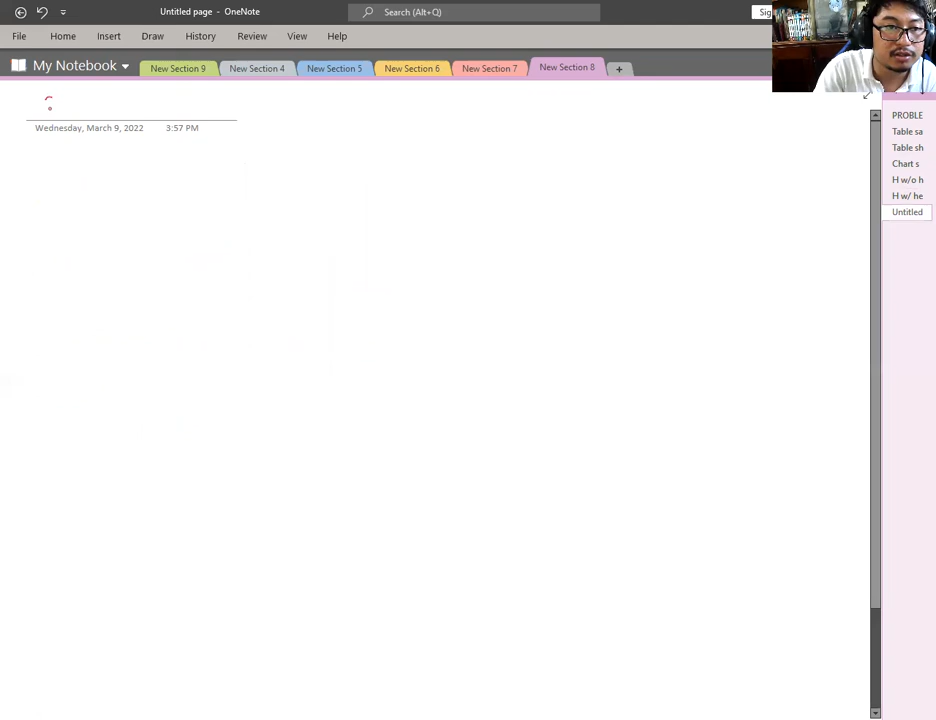 Untitled page - OneNote
Search (Alt+Q)
Sig
File Home Insert Draw History Review View Help
My Notebook
New Section 9
New Section 4
New Section 5
New Section 6
New Section 7
New Section 8
Wednesday, March 9, 2022 3:57 PM
PROBLE
Table sa
Table sh
Chart s
H w/o h
H w/ he
Untitled